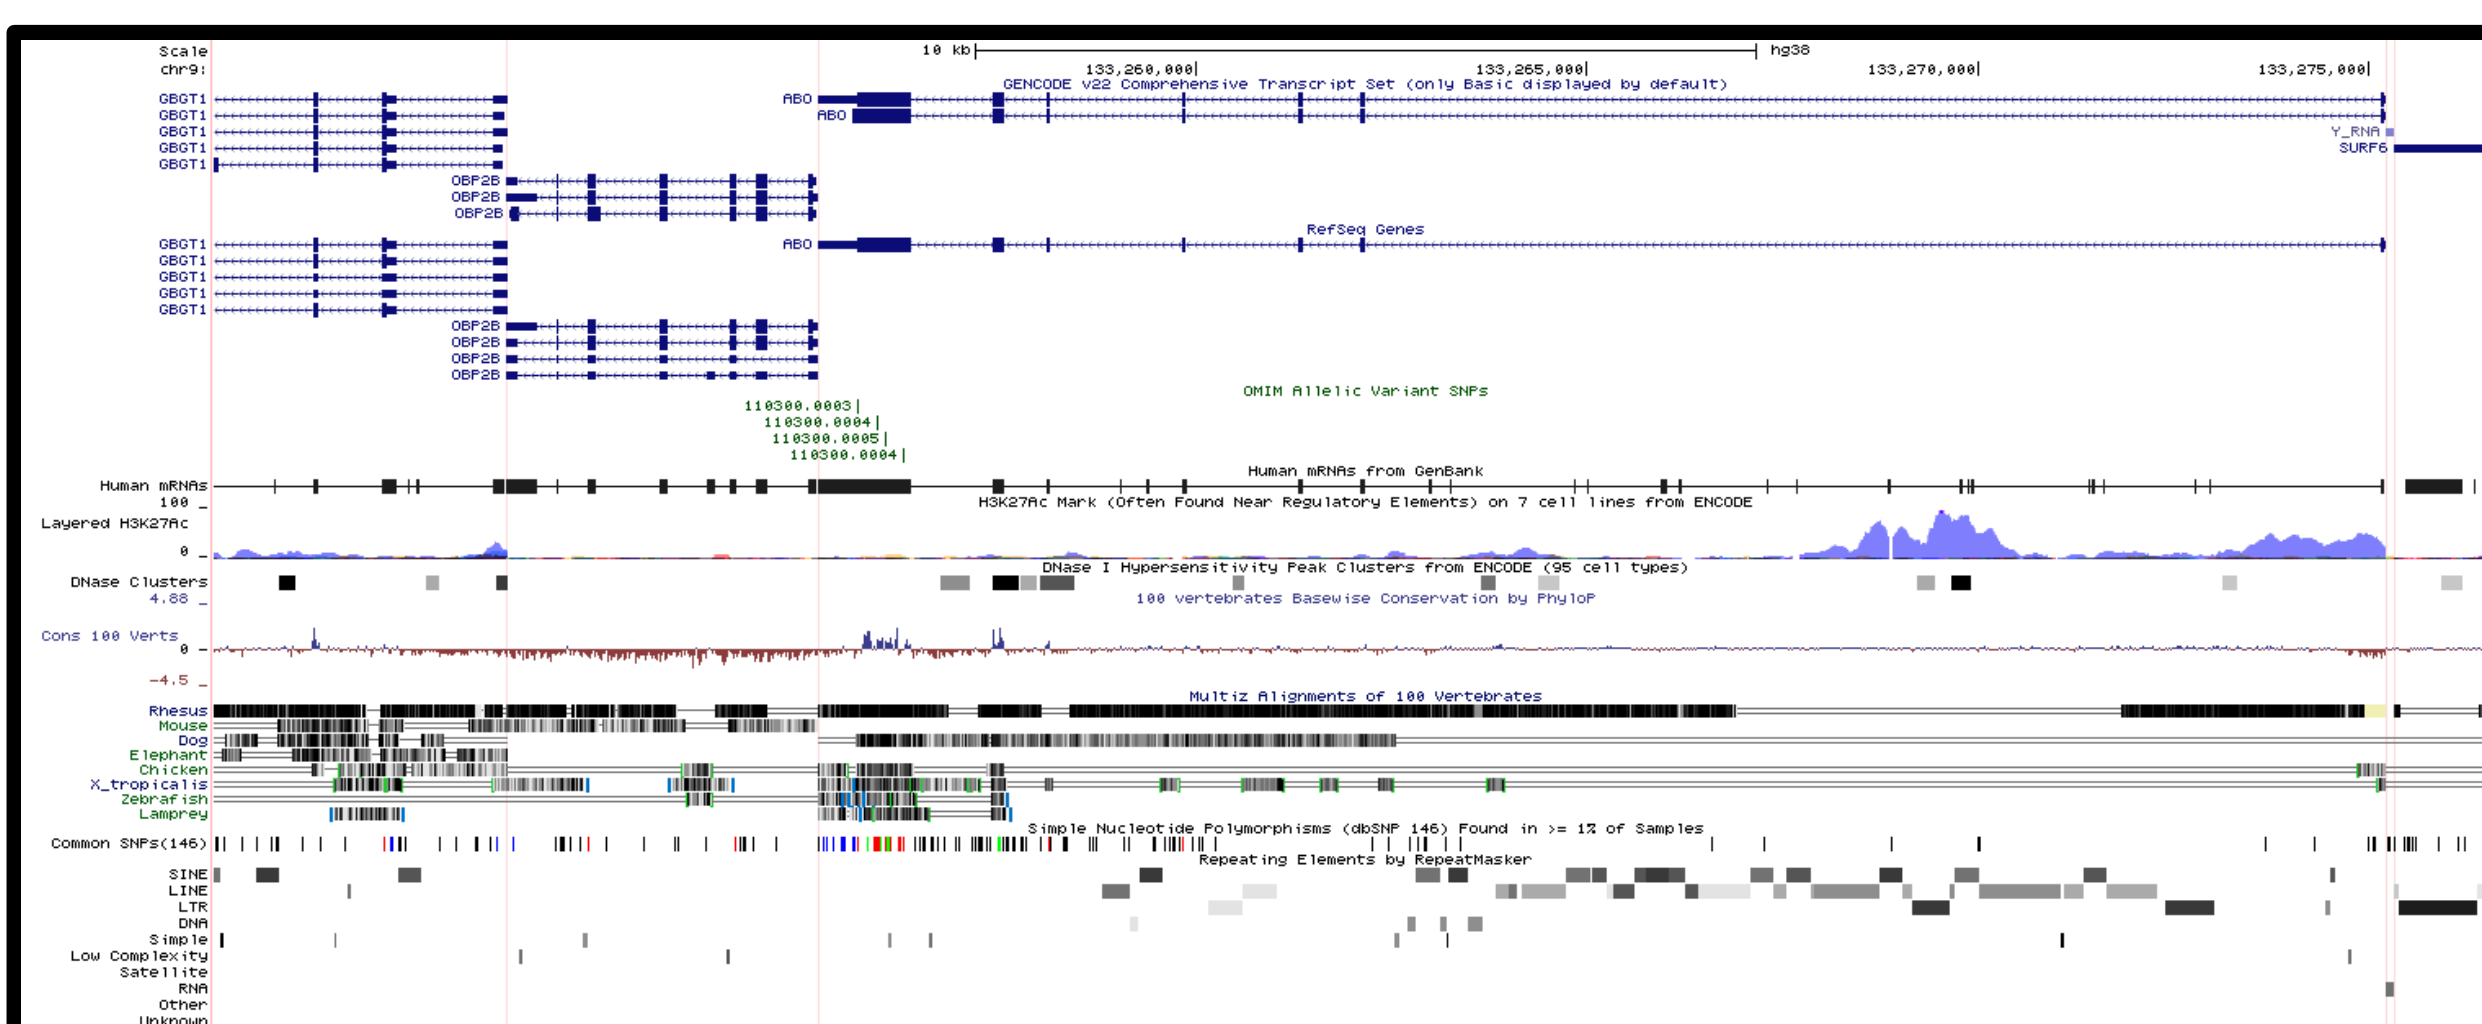 Scale 10 kb hg38
chr9: 133,260,000| 133,265,000| 133,270,000| 133,275,000|
GENCODE v22 Comprehensive Transcript Set (only Basic displayed by default)
GBGT1 ABO
GBGT1 ABO
GBGT1 Y_RNA
GBGT1 SURF6
GBGT1
OBP2B
OBP2B
OBP2B
RefSeq Genes
GBGT1 ABO
GBGT1
GBGT1
GBGT1
GBGT1
OBP2B
OBP2B
OBP2B
OBP2B
OMIM Allelic Variant SNPs
110300.0003|
110300.0004|
110300.0005|
110300.0004|
Human mRNAs from GenBank
Human mRNAs
H3K27Ac Mark (Often Found Near Regulatory Elements) on 7 cell lines from ENCODE
100 _
Layered H3K27Ac
0 _
DNase I Hypersensitivity Peak Clusters from ENCODE (95 cell types)
DNase Clusters
100 vertebrates Basewise Conservation by PhyloP
4.88 _
Cons 100 Verts
0 _
-4.5 _
Multiz Alignments of 100 Vertebrates
Rhesus
Mouse
Dog
Elephant
Chicken
X_tropicalis
Zebrafish
Lamprey
Simple Nucleotide Polymorphisms (dbSNP 146) Found in >= 1% of Samples
Common SNPs(146)
Repeating Elements by RepeatMasker
SINE
LINE
LTR
DNA
Simple
Low Complexity
Satellite
RNA
Other
Unknown